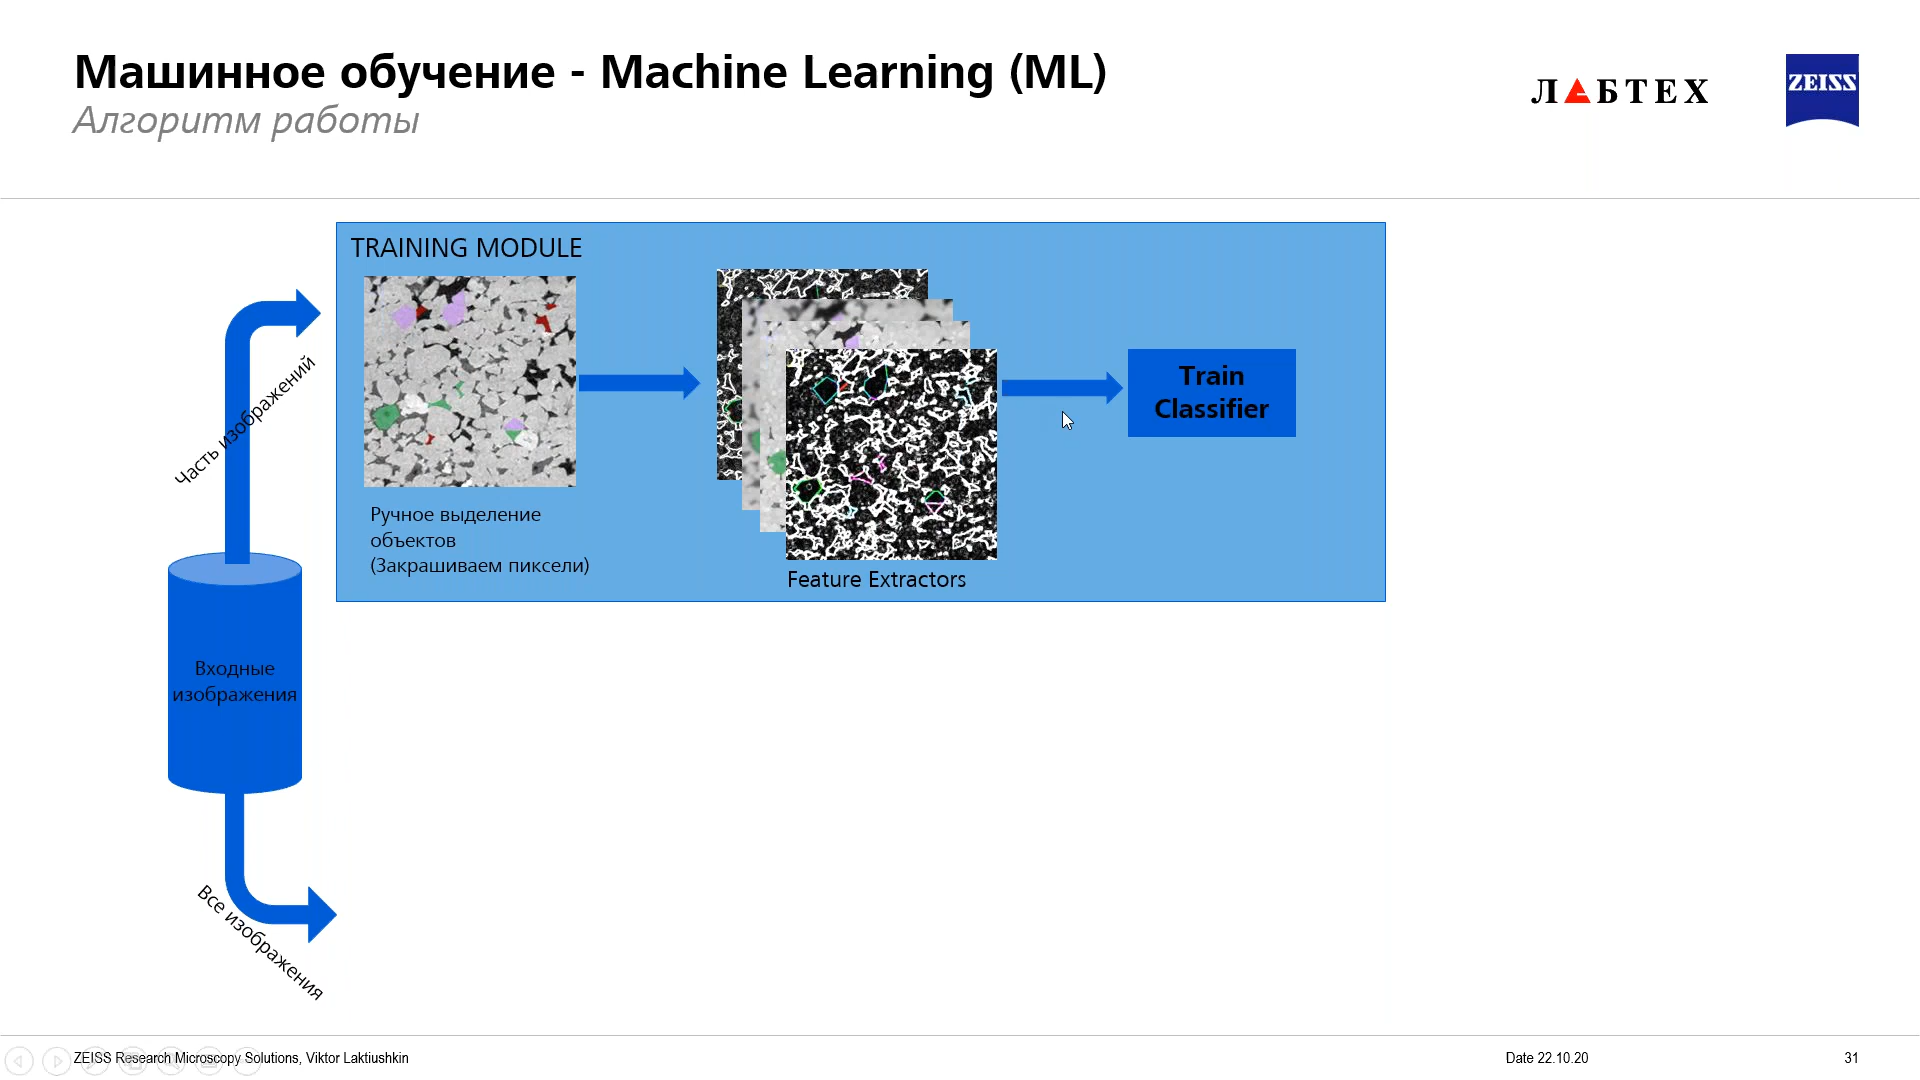 Машинное обучение - Machine Learning (ML)
Алгоритм работы
ЛАБТЕХ
ZEISS
TRAINING MODULE
Часть изображений
Train
Classifier
Ручное выделение
объектов
(Закрашиваем пиксели)
Feature Extractors
Входные
изображения
Все изображения
ZEISS Research Microscopy Solutions, Viktor Laktiushkin
Date 22.10.20
31